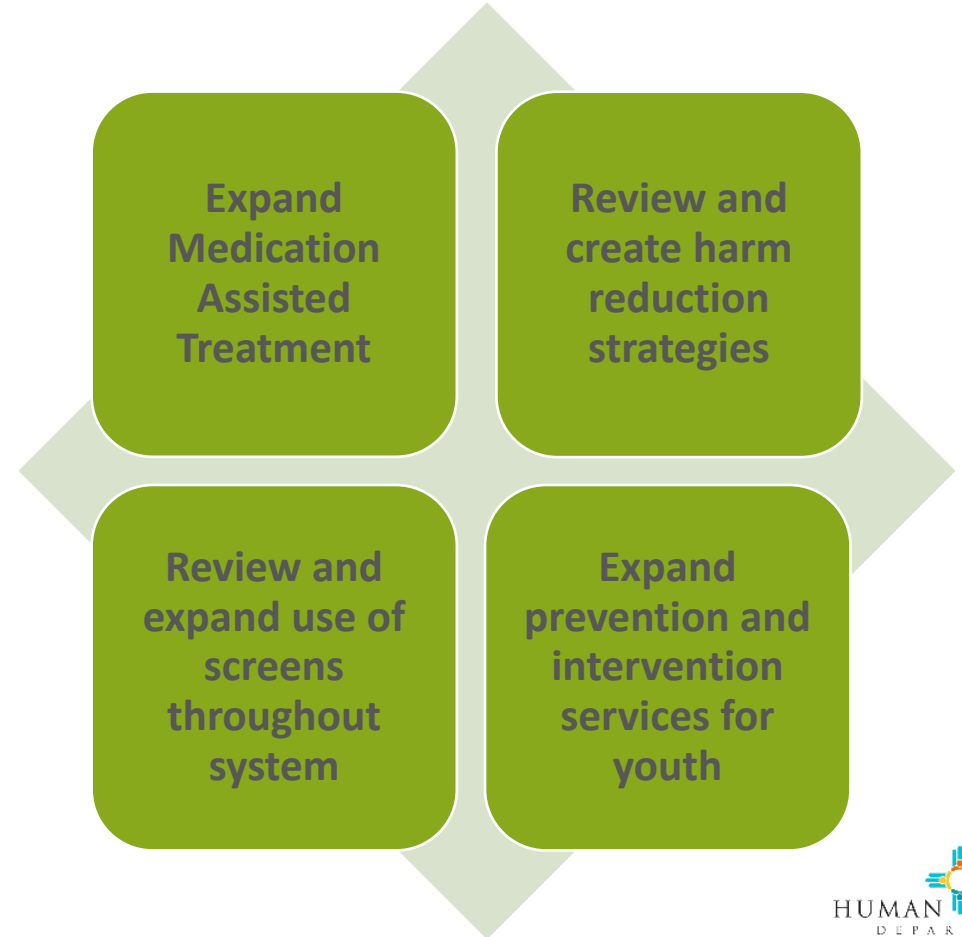 Expand
Medication
Assisted
Treatment
Review and
create harm
reduction
strategies
Review and
expand use of
screens
throughout
system
Expand
prevention and
intervention
services for
youth
HUMAN
DEPAR